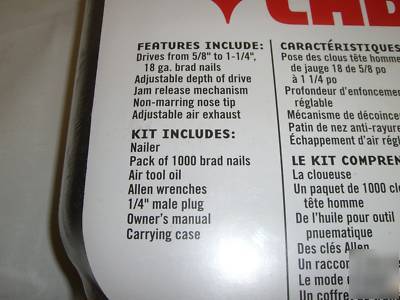 CAB
FEATURES INCLUDE:
Drives from 5/8" to 1-1/4",
18 ga. brad nails
Adjustable depth of drive
Jam release mechanism
Non-marring nose tip
Adjustable air exhaust
KIT INCLUDES:
Nailer
Pack of 1000 brad nails
Air tool oil
Allen wrenches
1/4" male plug
Owner's manual
Carrying case
CARACTÉRISTIQUES
Pose des clous tête homme
de jauge 18 de 5/8 po
à 1 1/4 po
Profondeur d'enfoncemen
réglable
Mécanisme de décoince
Patin de nez anti-rayure
Échappement d'air régl
LE KIT COMPREN
La cloueuse
Un paquet de 1000 clo
tête homme
De l'huile pour outil
pneumatique
Des clés Allen
Un raccor
Le mode
Un coffret